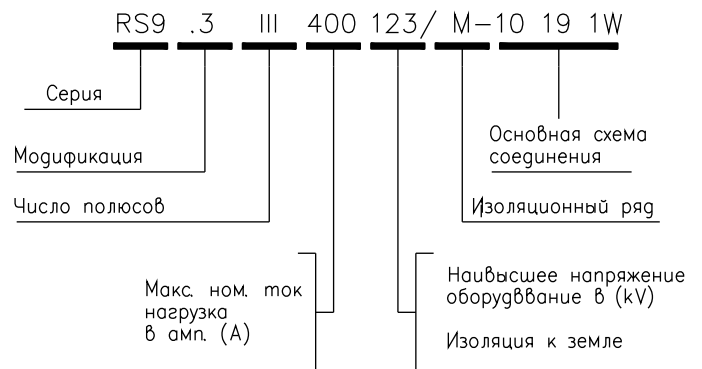 RS9 .3 III 400 123/ М-10 19 1W
Серия
Модификация
Число полюсов
Основная схема
соединения
Изоляционный ряд
Макс. ном. ток
нагрузка
в амп. (А)
Наивысшее напряжение
оборудввание в (kV)
Изоляция к земле